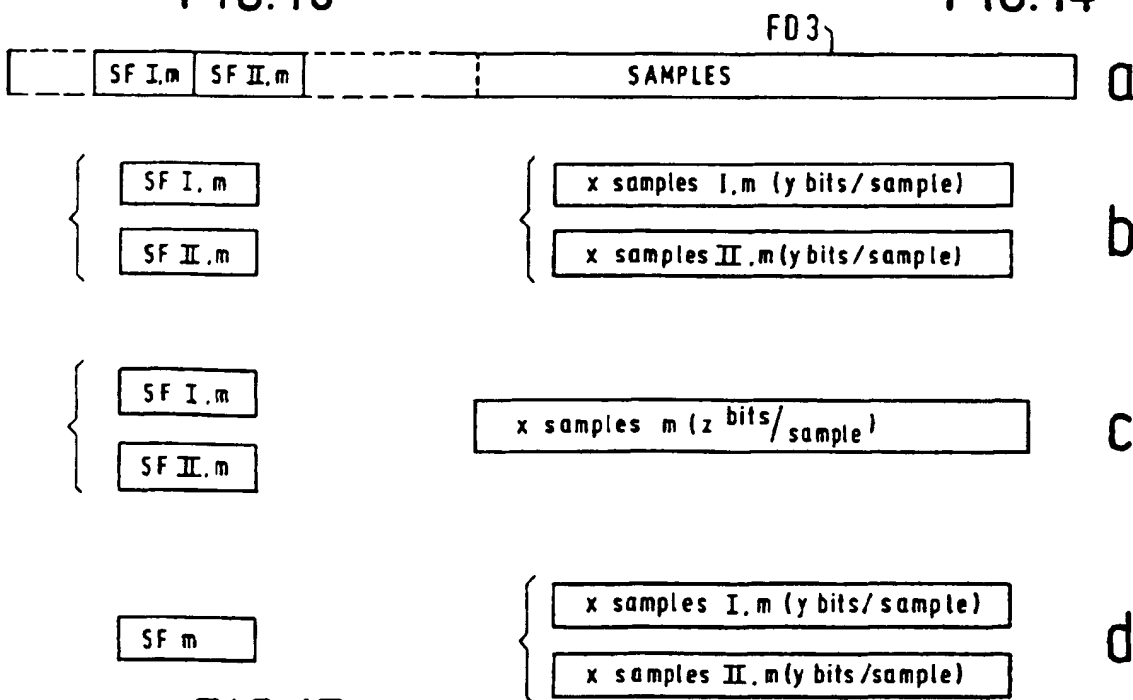 FD3
SF I,m SF II,m SAMPLES a
SF I.m x samples I.m (y bits/sample)
b
SF II.m x samples II.m (y bits/sample)
SF I.m
x samples m (z bits/sample) c
SF II.m
x samples I.m (y bits/sample)
SF m d
x samples II.m (y bits/sample)